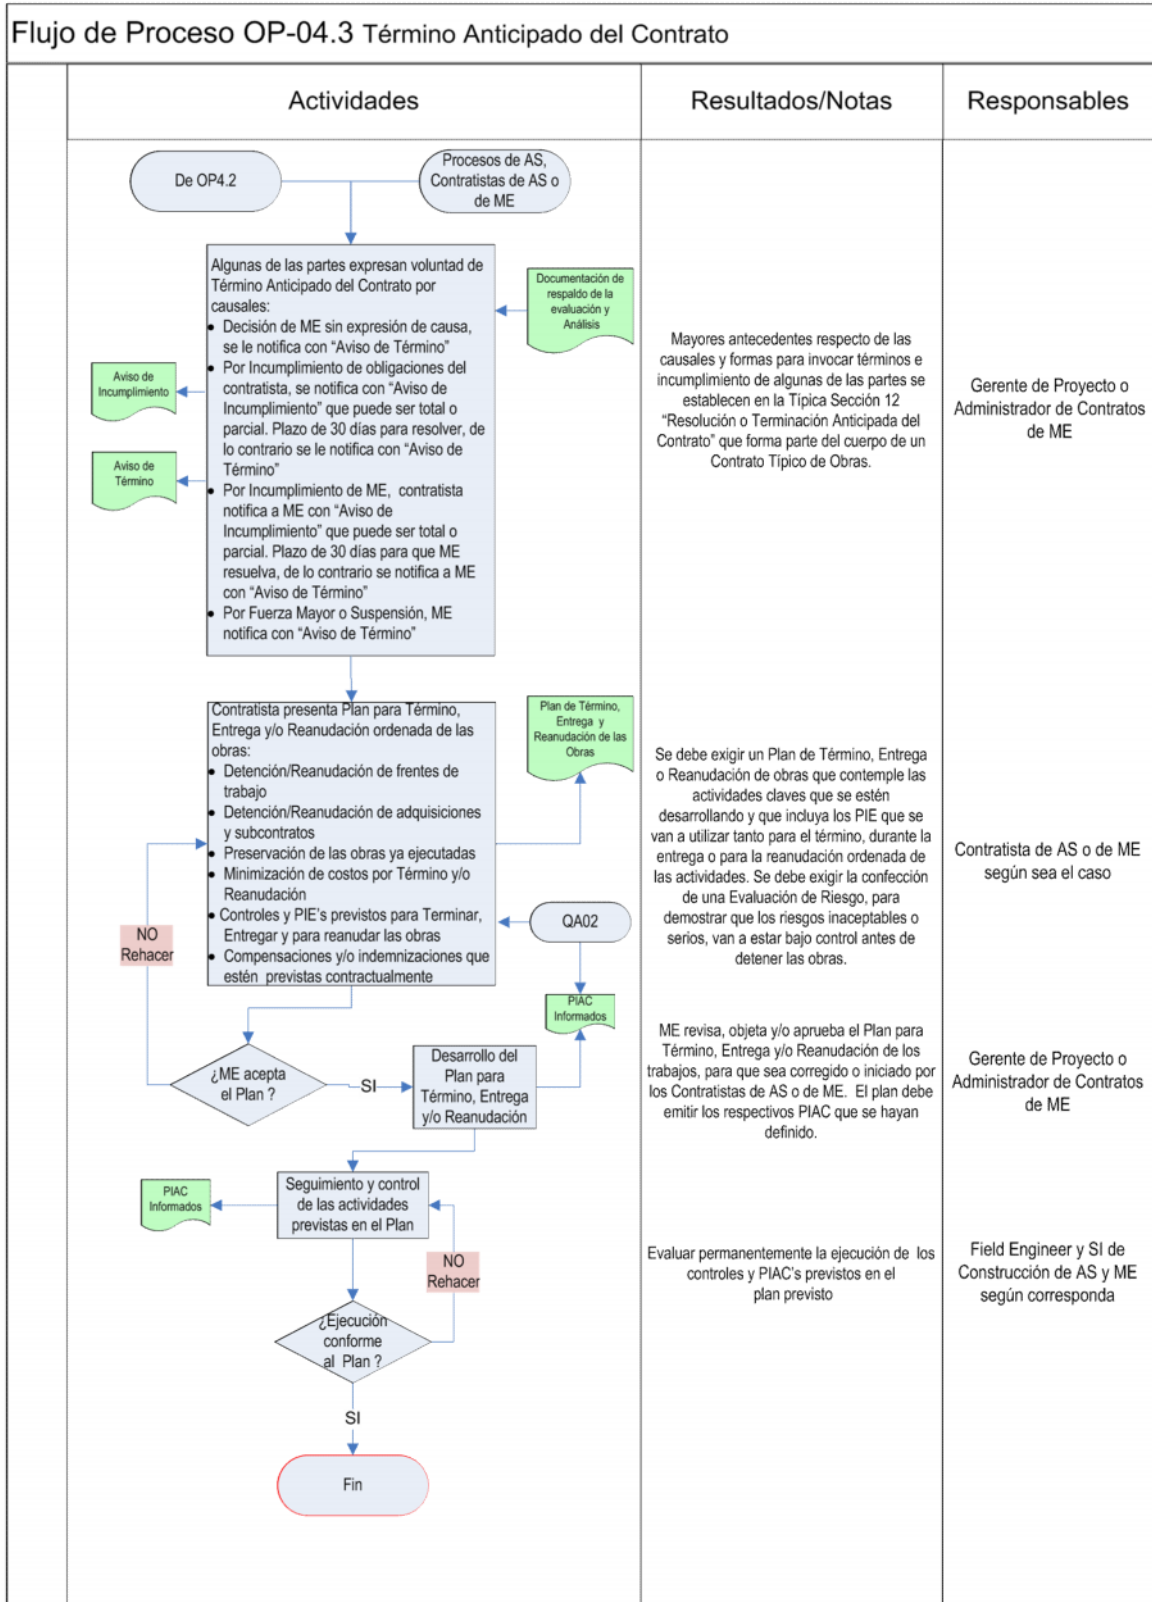 Flujo de Proceso OP-04.3 Término Anticipado del Contrato
Actividades
Resultados/Notas
Responsables
De OP4.2
Procesos de AS,
Contratistas de AS o
de ME
Algunas de las partes expresan voluntad de
Término Anticipado del Contrato por
causales:
• Decisión de ME sin expresión de causa,
se le notifica con “Aviso de Término”
• Por Incumplimiento de obligaciones del
contratista, se notifica con “Aviso de
Incumplimiento” que puede ser total o
parcial. Plazo de 30 días para resolver, de
lo contrario se le notifica con “Aviso de
Término”
• Por Incumplimiento de ME, contratista
notifica a ME con “Aviso de
Incumplimiento” que puede ser total o
parcial. Plazo de 30 días para que ME
resuelva, de lo contrario se notifica a ME
con “Aviso de Término”
• Por Fuerza Mayor o Suspensión, ME
notifica con “Aviso de Término”
Documentación de
respaldo de la
evaluación y
Análisis
Aviso de
Incumplimiento
Aviso de
Término
Mayores antecedentes respecto de las
causales y formas para invocar términos e
incumplimiento de algunas de las partes se
establecen en la Típica Sección 12
“Resolución o Terminación Anticipada del
Contrato” que forma parte del cuerpo de un
Contrato Típico de Obras.
Gerente de Proyecto o
Administrador de Contratos
de ME
Contratista presenta Plan para Término,
Entrega y/o Reanudación ordenada de las
obras:
• Detención/Reanudación de frentes de
trabajo
• Detención/Reanudación de adquisiciones
y subcontratos
• Preservación de las obras ya ejecutadas
• Minimización de costos por Término y/o
Reanudación
• Controles y PIE’s previstos para Terminar,
Entregar y para reanudar las obras
• Compensaciones y/o indemnizaciones que
estén previstas contractualmente
Plan de Término,
Entrega y
Reanudación de las
Obras
QA02
PIAC
Informados
NO
Rehacer
Se debe exigir un Plan de Término, Entrega
o Reanudación de obras que contemple las
actividades claves que se estén
desarrollando y que incluya los PIE que se
van a utilizar tanto para el término, durante la
entrega o para la reanudación ordenada de
las actividades. Se debe exigir la confección
de una Evaluación de Riesgo, para
demostrar que los riesgos inaceptables o
serios, van a estar bajo control antes de
detener las obras.
Contratista de AS o de ME
según sea el caso
¿ME acepta
el Plan ?
SI
Desarrollo del
Plan para
Término, Entrega
y/o Reanudación
ME revisa, objeta y/o aprueba el Plan para
Término, Entrega y/o Reanudación de los
trabajos, para que sea corregido o iniciado por
los Contratistas de AS o de ME. El plan debe
emitir los respectivos PIAC que se hayan
definido.
Gerente de Proyecto o
Administrador de Contratos
de ME
PIAC
Informados
Seguimiento y control
de las actividades
previstas en el Plan
NO
Rehacer
Evaluar permanentemente la ejecución de los
controles y PIAC’s previstos en el
plan previsto
Field Engineer y SI de
Construcción de AS y ME
según corresponda
¿Ejecución
conforme
al Plan ?
SI
Fin